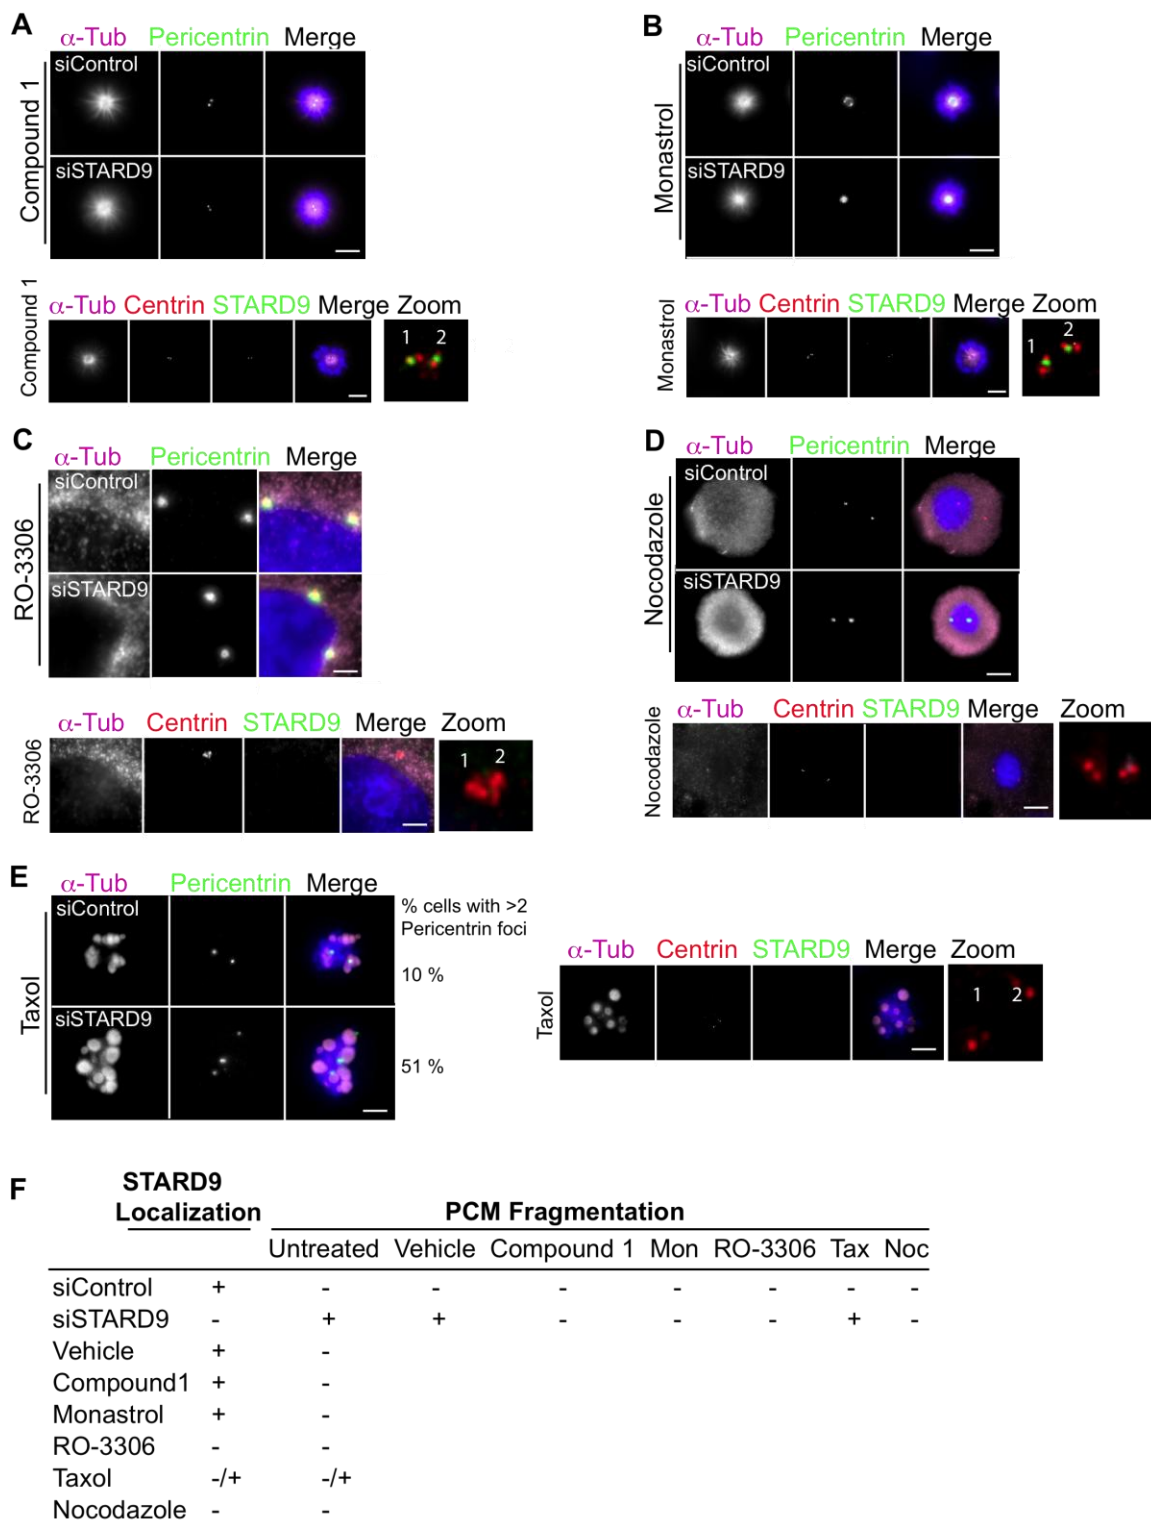 A
α-Tub Pericentrin Merge
Compound 1
siControl
siSTARD9
Compound 1
α-Tub Centrin STARD9 Merge Zoom
1 2
B
α-Tub Pericentrin Merge
Monastrol
siControl
siSTARD9
Monastrol
α-Tub Centrin STARD9 Merge Zoom
1 2
C
α-Tub Pericentrin Merge
RO-3306
siControl
siSTARD9
RO-3306
α-Tub Centrin STARD9 Merge Zoom
1 2
D
α-Tub Pericentrin Merge
Nocodazole
siControl
siSTARD9
Nocodazole
α-Tub Centrin STARD9 Merge Zoom
E
α-Tub Pericentrin Merge
Taxol
siControl
siSTARD9
% cells with >2
Pericentrin foci
10 %
51 %
Taxol
α-Tub Centrin STARD9 Merge Zoom
1 2
F
STARD9
Localization PCM Fragmentation
Untreated Vehicle Compound 1 Mon RO-3306 Tax Noc
siControl + - - - - - - -
siSTARD9 - + + - - - + -
Vehicle + -
Compound1 + -
Monastrol + -
RO-3306 - -
Taxol -/+ -/+
Nocodazole - -